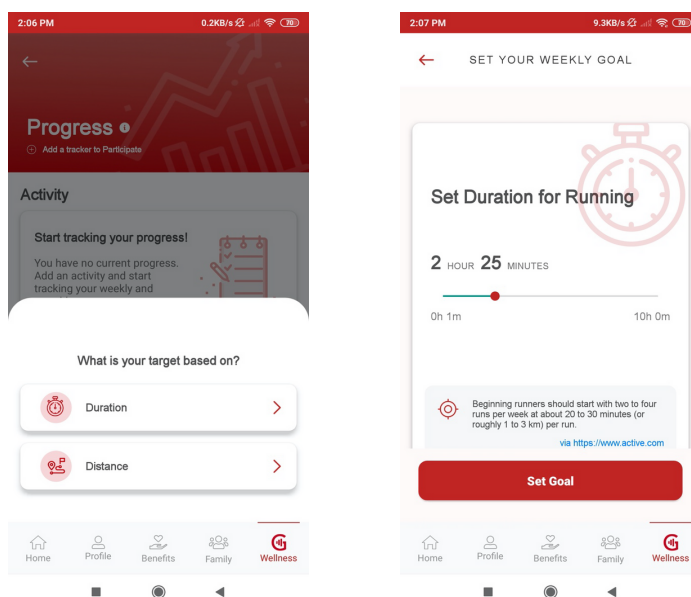 2:06 PM 0.2KB/s 70
Progress
Add a tracker to Participate
Activity
Start tracking your progress!
You have no current progress.
Add an activity and start
tracking your weekly and
What is your target based on?
Duration
Distance
Home Profile Benefits Family Wellness
2:07 PM 9.3KB/s 70
SET YOUR WEEKLY GOAL
Set Duration for Running
2 HOUR 25 MINUTES
0h 1m 10h 0m
Beginning runners should start with two to four
runs per week at about 20 to 30 minutes (or
roughly 1 to 3 km) per run.
via https://www.active.com
Set Goal
Home Profile Benefits Family Wellness